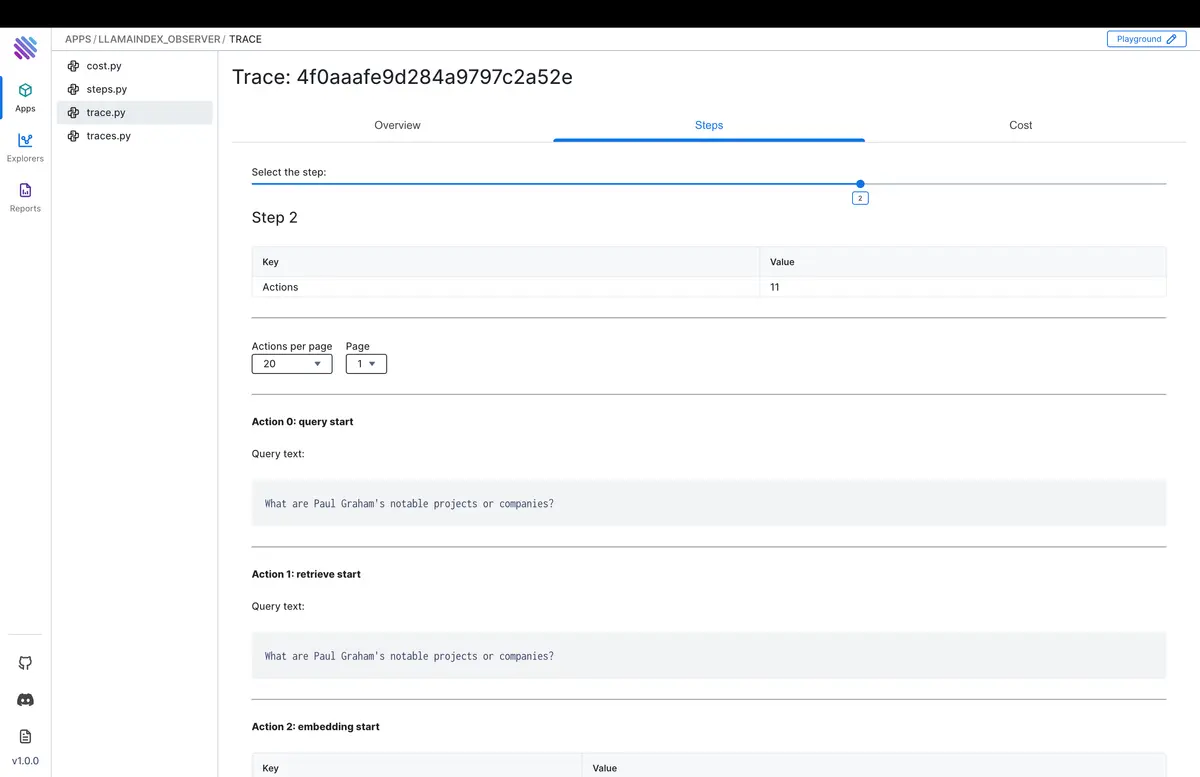 APPS / LLAMAINDEX_OBSERVER / TRACE
Playground
Apps
Explorers
Reports
v1.0.0
cost.py
steps.py
trace.py
traces.py
Trace: 4f0aaafe9d284a9797c2a52e
Overview Steps Cost
Select the step:
2
Step 2
Key Value
Actions 11
Actions per page Page
20 1
Action 0: query start
Query text:
What are Paul Graham's notable projects or companies?
Action 1: retrieve start
Query text:
What are Paul Graham's notable projects or companies?
Action 2: embedding start
Key Value